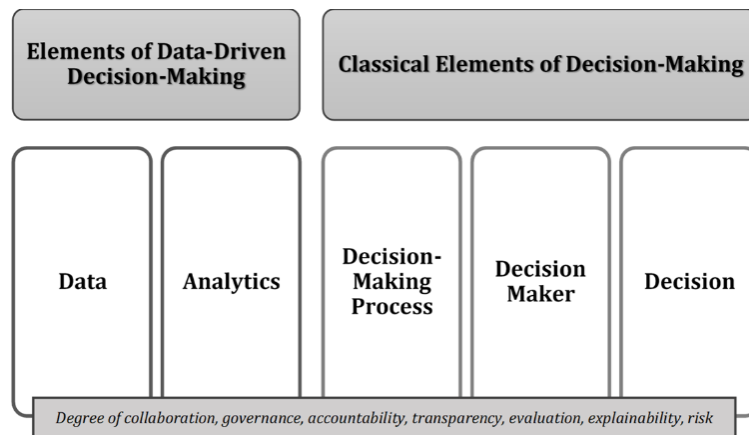 Elements of Data-Driven
Decision-Making
Classical Elements of Decision-Making
Data
Analytics
Decision-
Making
Process
Decision
Maker
Decision
Degree of collaboration, governance, accountability, transparency, evaluation, explainability, risk